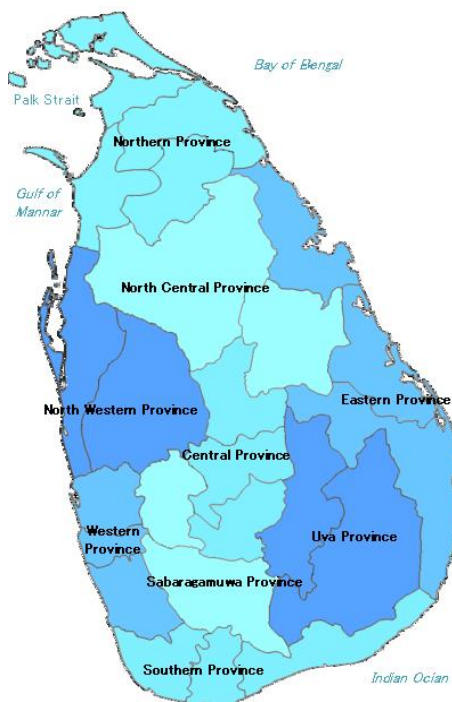 Bay of Bengal
Palk Strait
Northern Province
Gulf of
Mannar
North Central Province
Eastern Province
North Western Province
Central Province
Western
Province
Uva Province
Sabaragamuwa Province
Southern Province
Indian Ocian